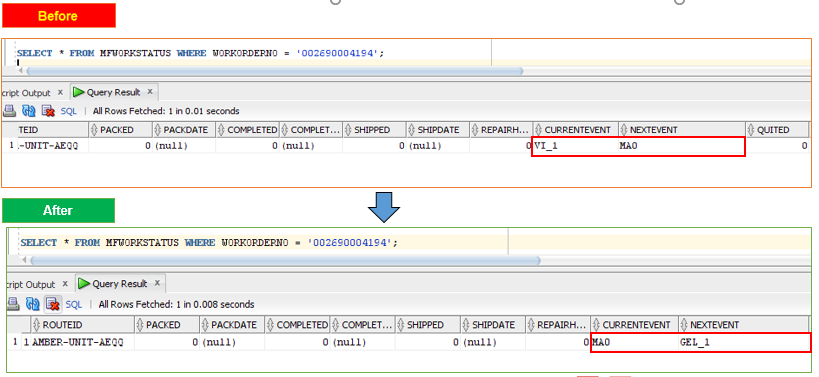 Before
SELECT * FROM MFWORKSTATUS WHERE WORKORDERNO = '002690004194';
cript Output x Query Result x
SQL | All Rows Fetched: 1 in 0.01 seconds
TEID PACKED PACKDATE COMPLETED COMPLET... SHIPPED SHIPDATE REPAIRH... CURRENTEVENT NEXTEVENT QUITED
1 .-UNIT-AEQQ 0 (null) 0 (null) 0 (null) 0 VI_1 MA0 0
After
SELECT * FROM MFWORKSTATUS WHERE WORKORDERNO = '002690004194';
ript Output x Query Result x
SQL | All Rows Fetched: 1 in 0.008 seconds
ROUTEID PACKED PACKDATE COMPLETED COMPLET... SHIPPED SHIPDATE REPAIRH... CURRENTEVENT NEXTEVENT
1 1 AMBER-UNIT-AEQQ 0 (null) 0 (null) 0 (null) 0 MA0 GEL_1